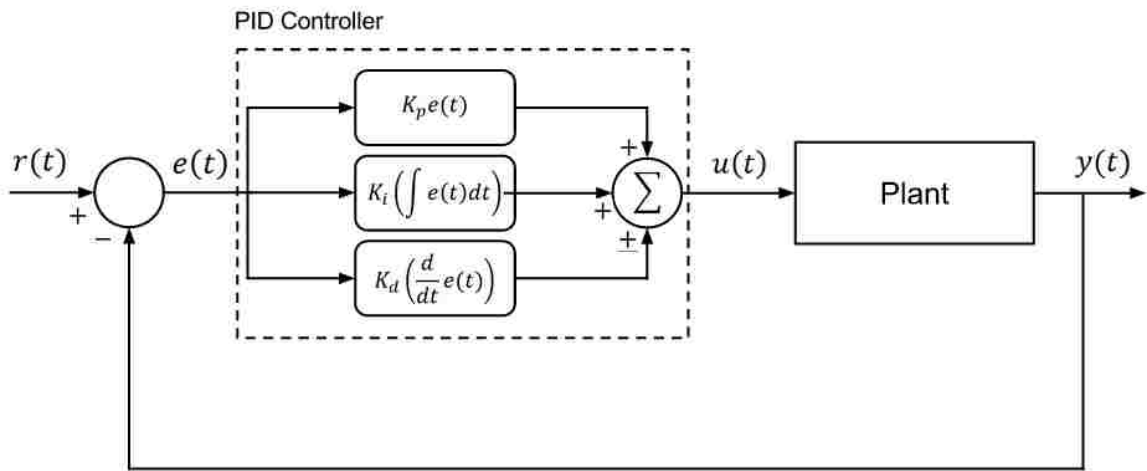 PID Controller
K_p e(t)
r(t)
e(t)
+
−
K_i (∫ e(t)dt)
+
+
∑
±
u(t)
Plant
y(t)
K_d (d/dt e(t))